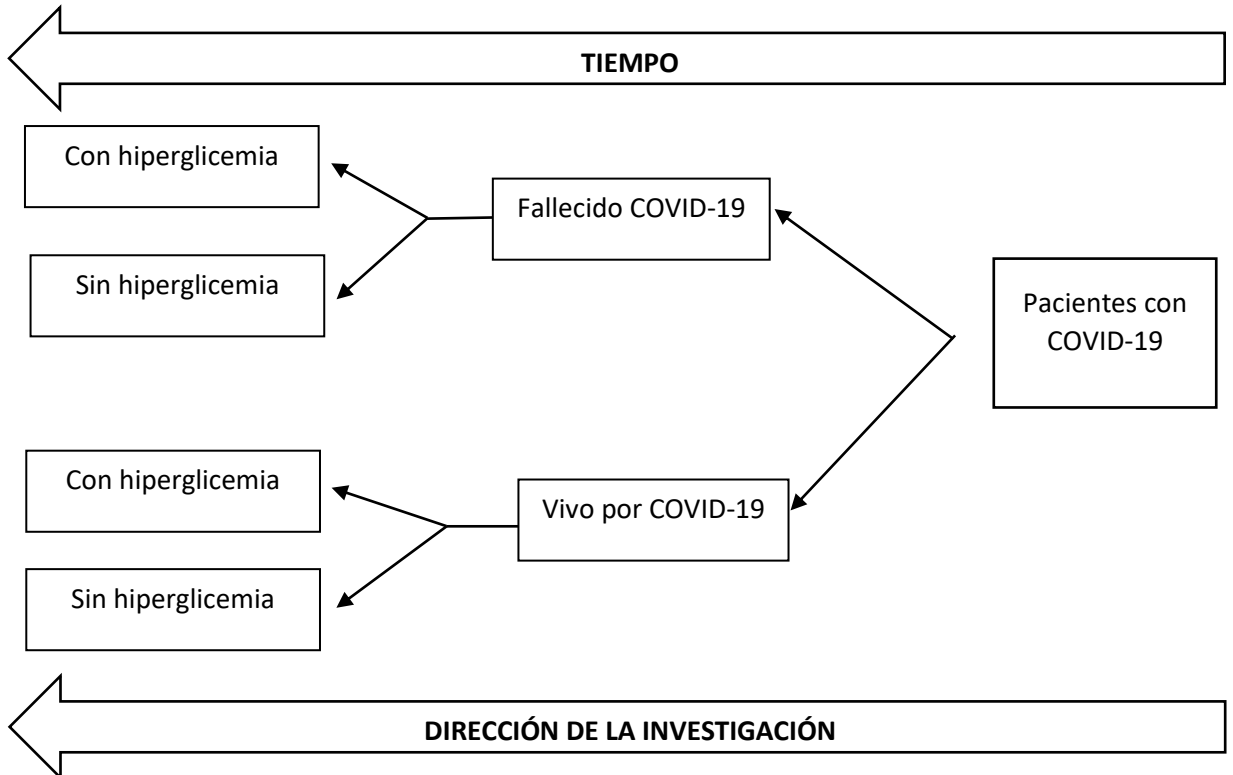 TIEMPO
Con hiperglicemia
Fallecido COVID-19
Sin hiperglicemia
Pacientes con
COVID-19
Con hiperglicemia
Vivo por COVID-19
Sin hiperglicemia
DIRECCIÓN DE LA INVESTIGACIÓN